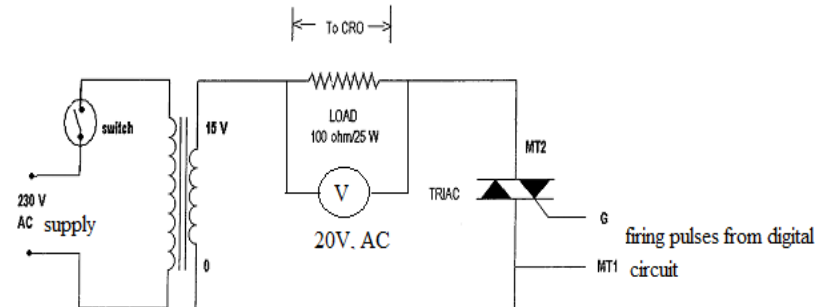 To CRO
switch
15 V
LOAD
100 ohm/25 W
MT2
V
TRIAC
230 V
AC supply
20V, AC
G
firing pulses from digital
MT1 circuit
0